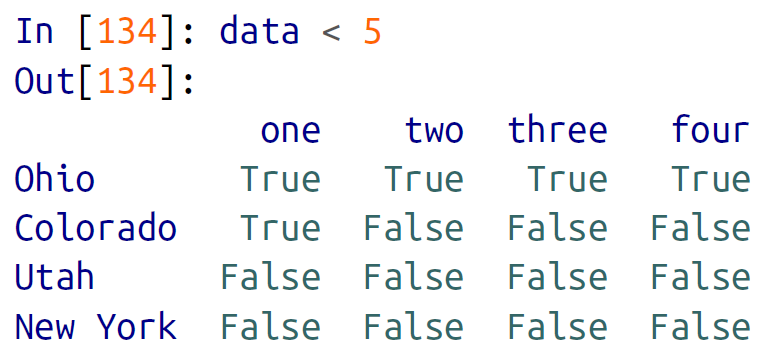 In [134]: data < 5
Out[134]:
            one    two  three   four
Ohio       True   True   True   True
Colorado   True  False  False  False
Utah      False  False  False  False
New York  False  False  False  False